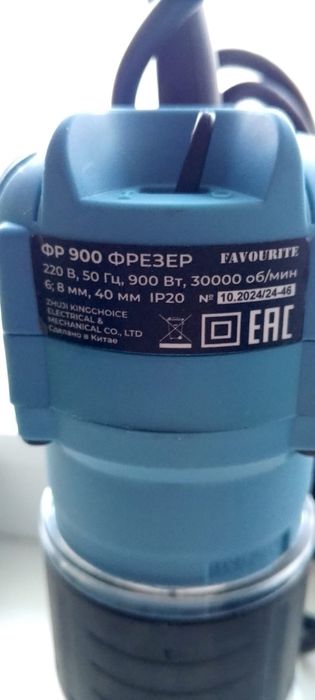 ФР 900 ФРЕЗЕР FAVOURITE
220 В, 50 Гц, 900 Вт, 30000 об/мин
6; 8 мм, 40 мм IP20 № 10.2024/24-46
ZHUJI KINGCHOICE
ELECTRICAL &
MECHANICAL CO., LTD
Сделано в Китае
EAC